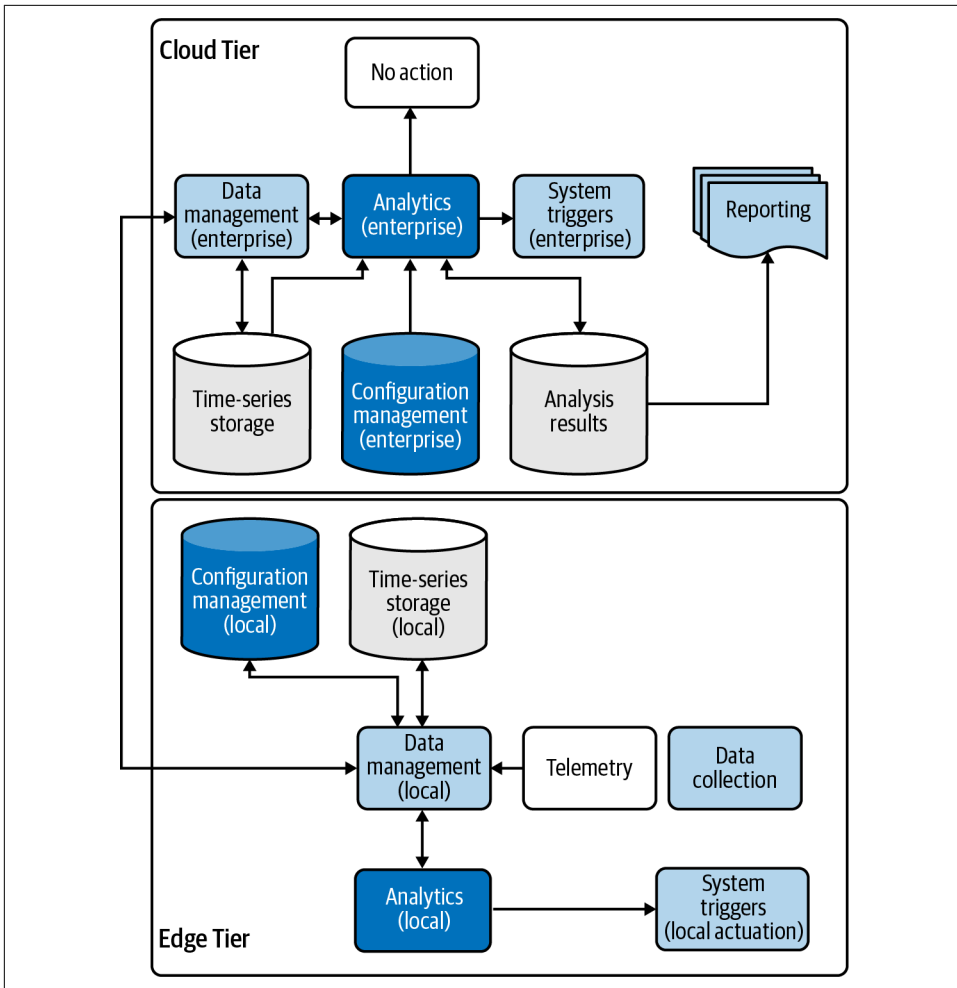 Cloud Tier
No action
Data
management
(enterprise)
Analytics
(enterprise)
System
triggers
(enterprise)
Reporting
Time-series
storage
Configuration
management
(enterprise)
Analysis
results
Configuration
management
(local)
Time-series
storage
(local)
Data
management
(local)
Telemetry
Data
collection
Analytics
(local)
System
triggers
(local actuation)
Edge Tier